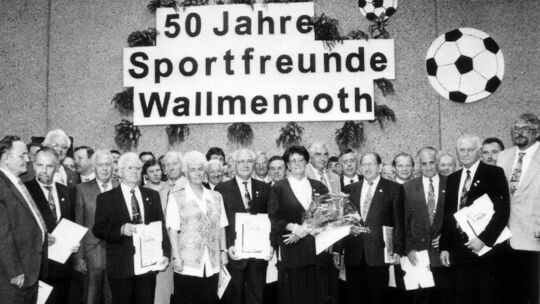 50 Jahre
Sportfreunde
Wallmenroth